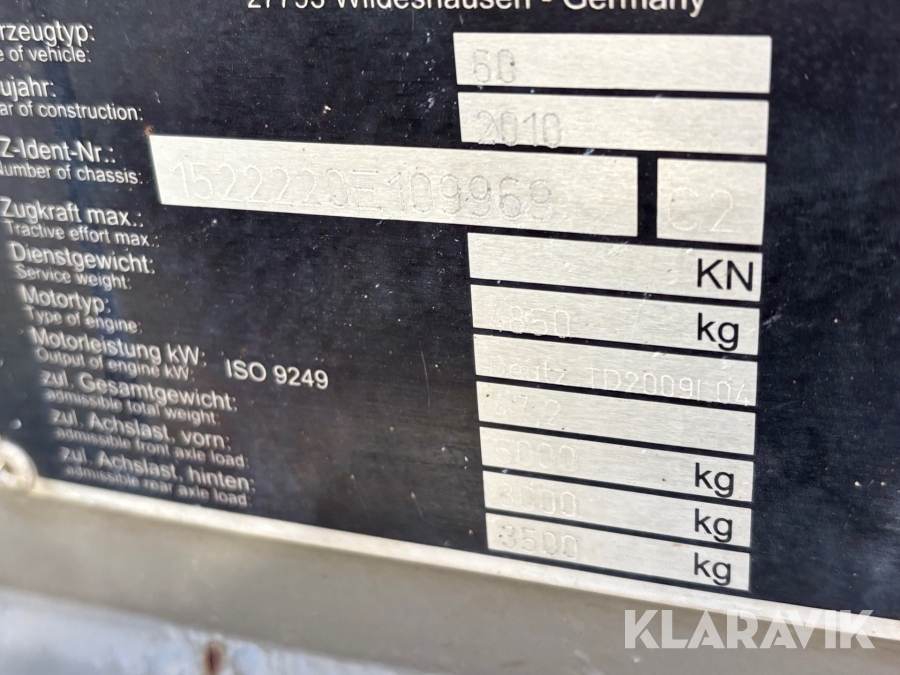 27793 Wildeshausen - Germany
rzeugtyp:
e of vehicle: 60
ujahr:
ar of construction: 2010
Z-Ident-Nr.:
Number of chassis: 1522220E109969 C2
Zugkraft max.:
Tractive effort max.: KN
Dienstgewicht:
Service weight: 4850 kg
Motortyp:
Type of engine: Deutz TD2009L04
Motorleistung kW:
Output of engine kW: ISO 9249
zul. Gesamtgewicht:
admissible total weight: 5000 kg
zul. Achslast, vorn:
admissible front axle load: 3000 kg
zul. Achslast, hinten:
admissible rear axle load: 3500 kg
KLARAVIK